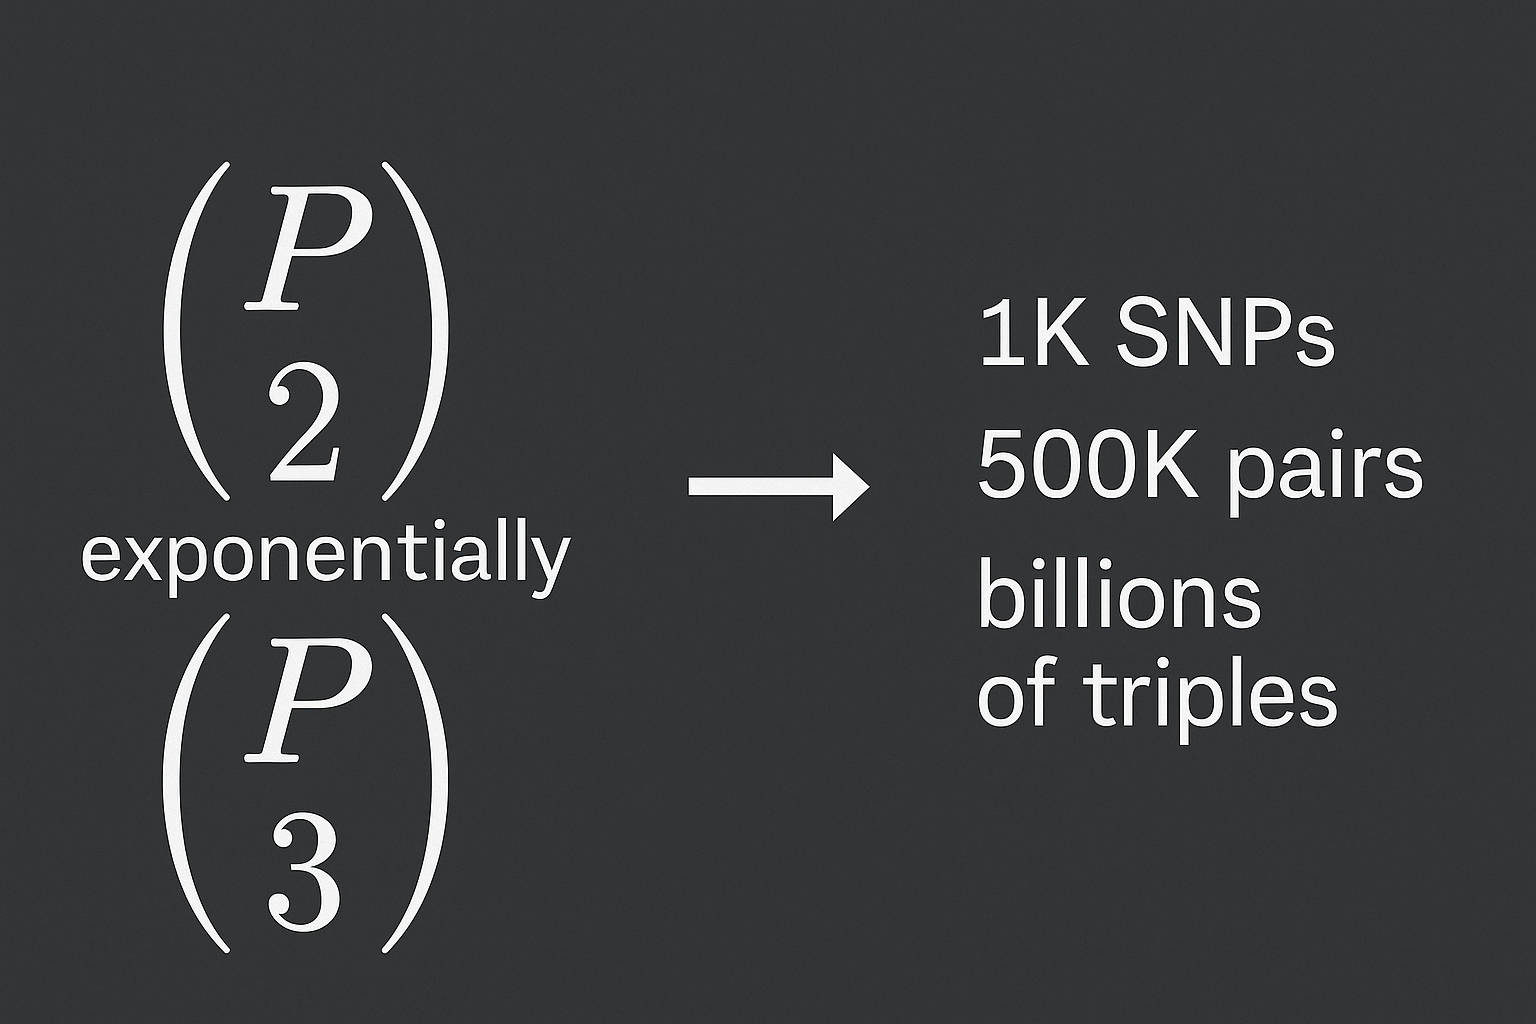 (P
2)
exponentially
(P
3)
→
1K SNPs
500K pairs
billions
of triples